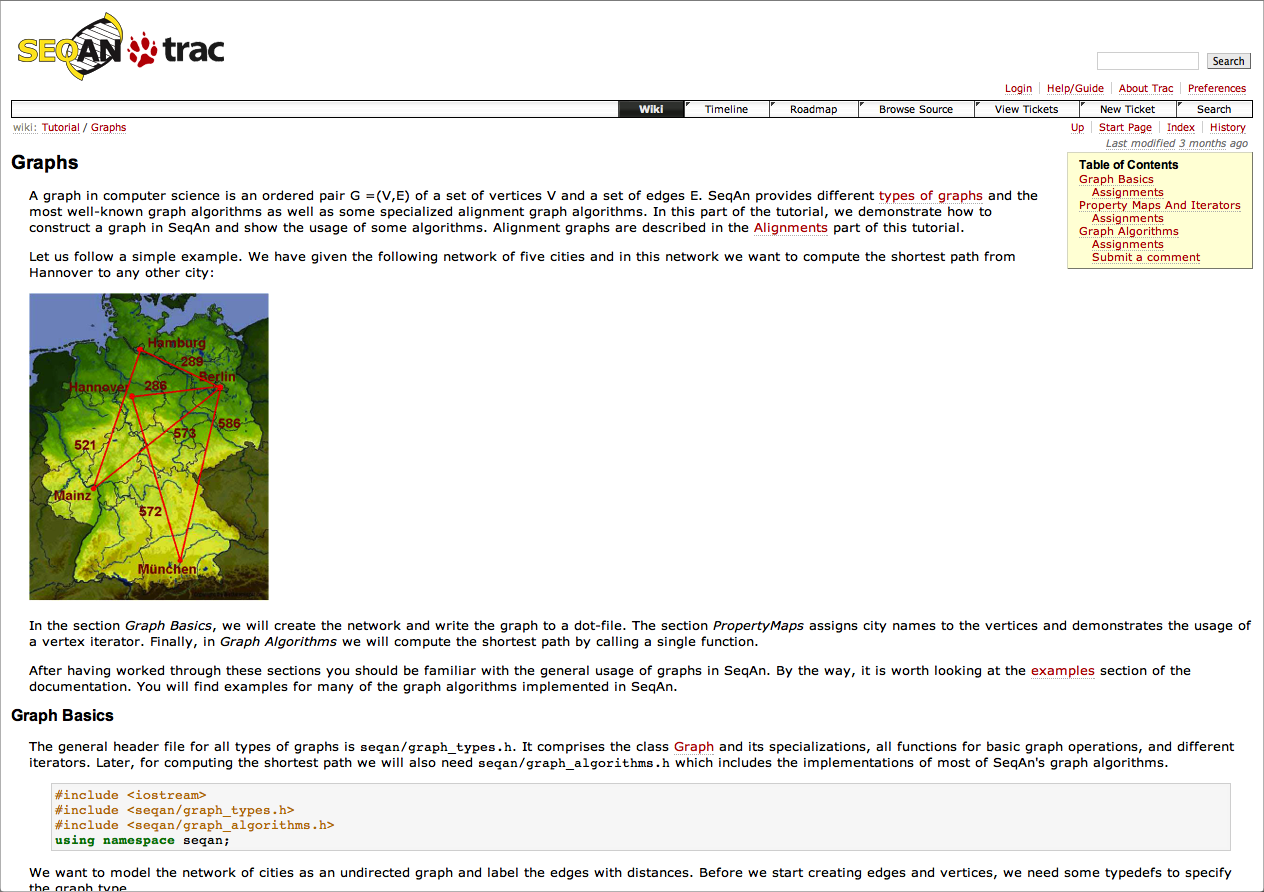 SEQAN trac
Search
Login Help/Guide About Trac Preferences
Wiki Timeline Roadmap Browse Source View Tickets New Ticket Search
wiki: Tutorial / Graphs
Up Start Page Index History
Last modified 3 months ago
Graphs
Table of Contents
Graph Basics
Assignments
Property Maps And Iterators
Assignments
Graph Algorithms
Assignments
Submit a comment
A graph in computer science is an ordered pair G =(V,E) of a set of vertices V and a set of edges E. SeqAn provides different types of graphs and the
most well-known graph algorithms as well as some specialized alignment graph algorithms. In this part of the tutorial, we demonstrate how to
construct a graph in SeqAn and show the usage of some algorithms. Alignment graphs are described in the Alignments part of this tutorial.
Let us follow a simple example. We have given the following network of five cities and in this network we want to compute the shortest path from
Hannover to any other city:
Hamburg
289
Berlin
Hannover 286
586
573
521
Mainz
572
München
In the section Graph Basics, we will create the network and write the graph to a dot-file. The section PropertyMaps assigns city names to the vertices and demonstrates the usage of
a vertex iterator. Finally, in Graph Algorithms we will compute the shortest path by calling a single function.
After having worked through these sections you should be familiar with the general usage of graphs in SeqAn. By the way, it is worth looking at the examples section of the
documentation. You will find examples for many of the graph algorithms implemented in SeqAn.
Graph Basics
The general header file for all types of graphs is seqan/graph_types.h. It comprises the class Graph and its specializations, all functions for basic graph operations, and different
iterators. Later, for computing the shortest path we will also need seqan/graph_algorithms.h which includes the implementations of most of SeqAn's graph algorithms.
#include <iostream>
#include <seqan/graph_types.h>
#include <seqan/graph_algorithms.h>
using namespace seqan;
We want to model the network of cities as an undirected graph and label the edges with distances. Before we start creating edges and vertices, we need some typedefs to specify
the graph type